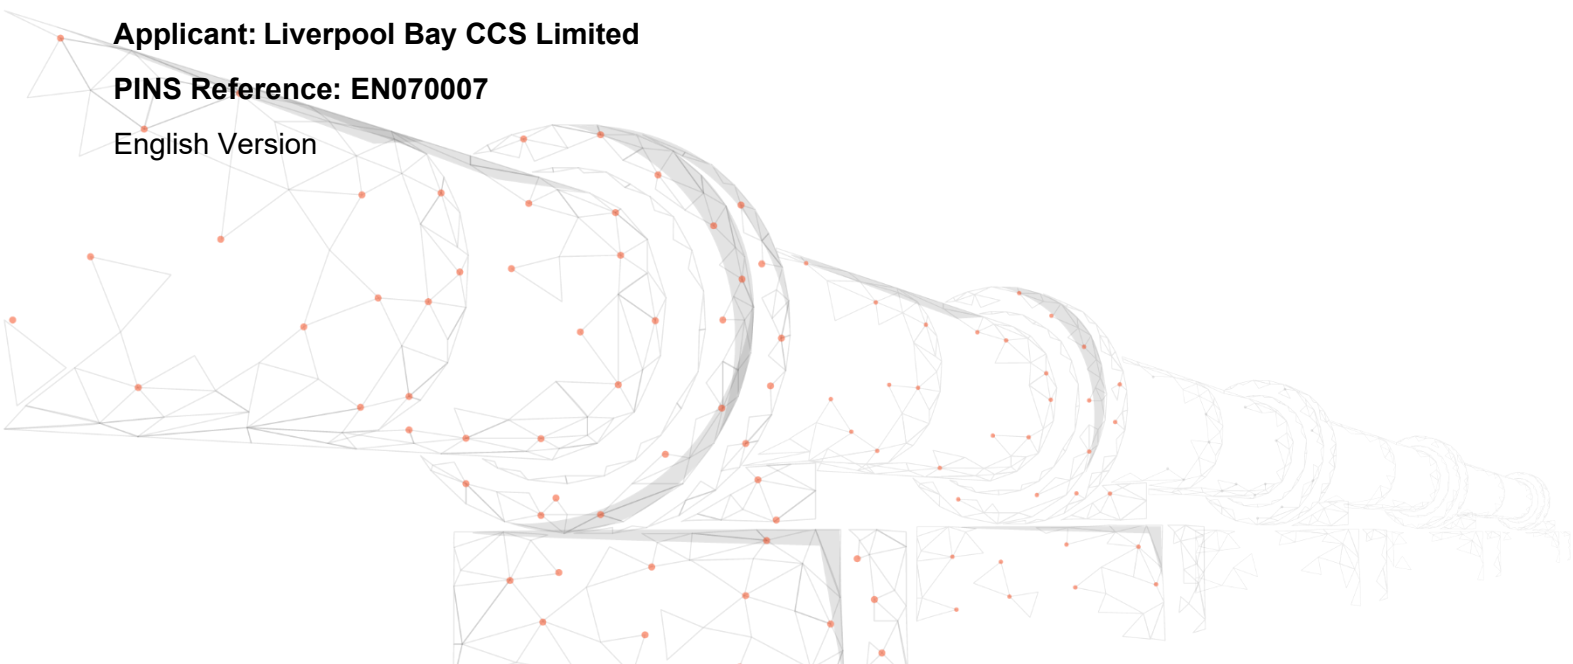 Applicant: Liverpool Bay CCS Limited
PINS Reference: EN070007
English Version